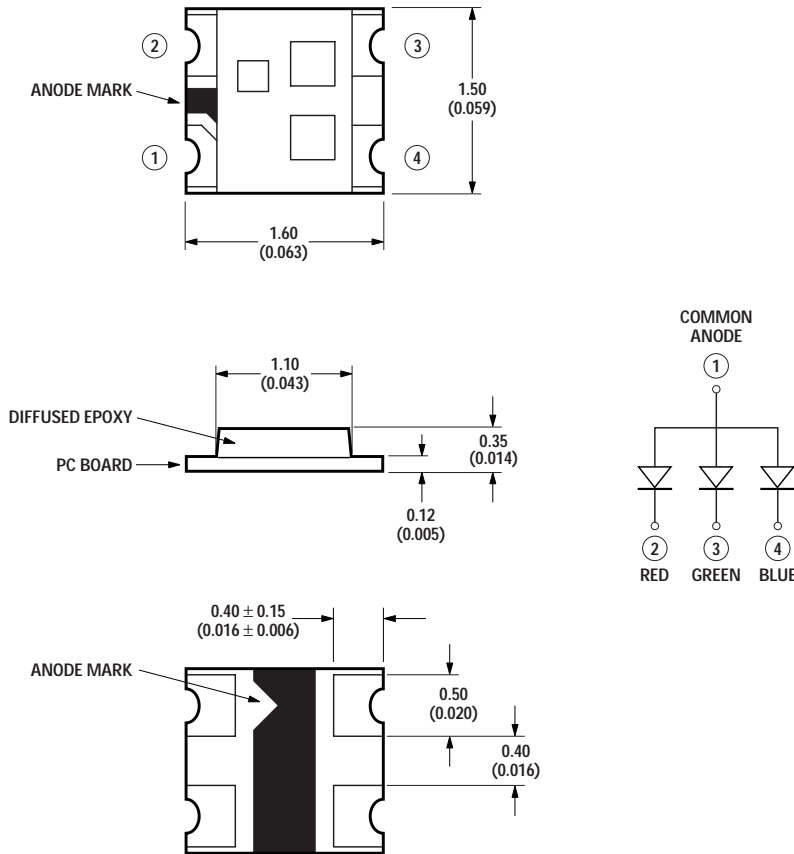 2
3
ANODE MARK
1.50
(0.059)
1
4
1.60
(0.063)
COMMON
ANODE
1
1.10
(0.043)
DIFFUSED EPOXY
0.35
(0.014)
PC BOARD
0.12
(0.005)
2
3
4
RED
GREEN
BLUE
0.40 ± 0.15
(0.016 ± 0.006)
ANODE MARK
0.50
(0.020)
0.40
(0.016)